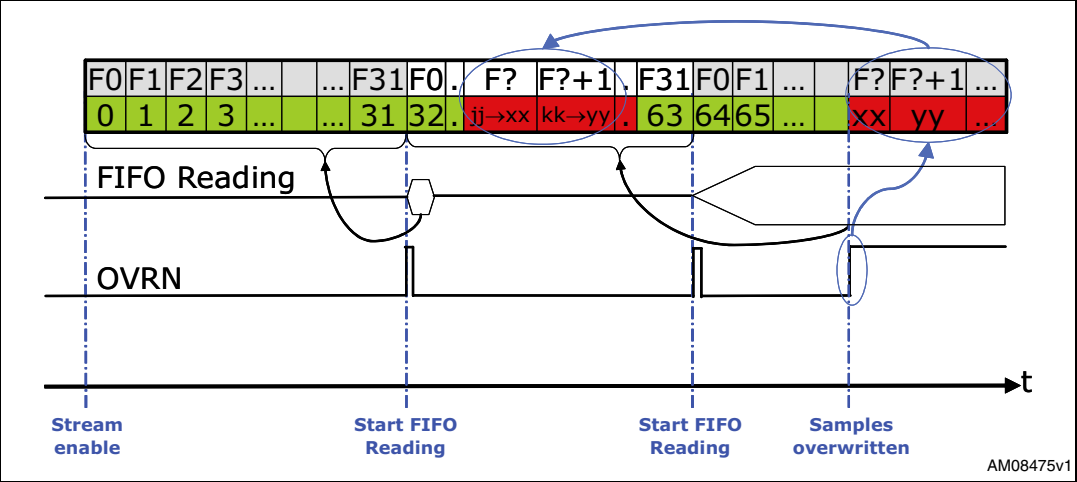 F0 F1 F2 F3 ... ... F31 F0 . F? F?+1 . F31 F0 F1 ... F? F?+1 ...
0 1 2 3 ... ... 31 32 . jj→xx kk→yy . 63 64 65 ... xx yy ...
FIFO Reading
OVRN
t
Stream
enable
Start FIFO
Reading
Start FIFO
Reading
Samples
overwritten
AM08475v1